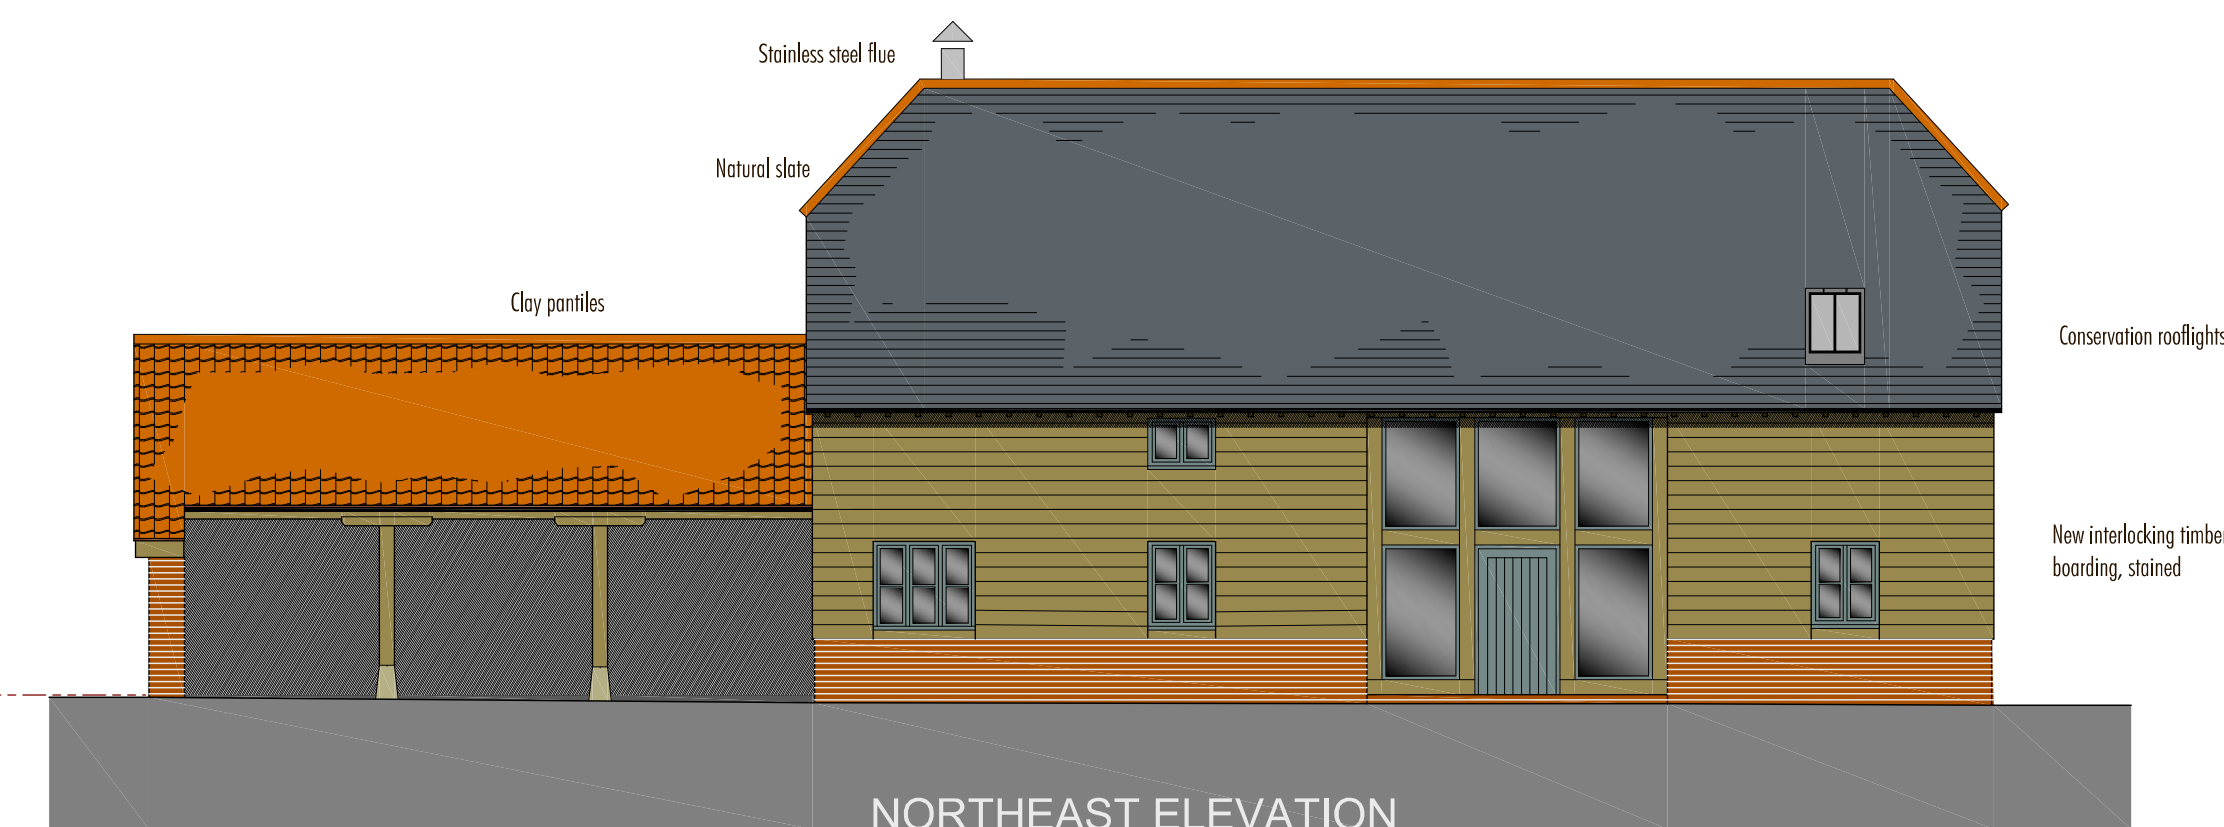 Stainless steel flue
Natural slate
Clay pantiles
Conservation rooflights
New interlocking timber
boarding, stained
NORTHEAST ELEVATION